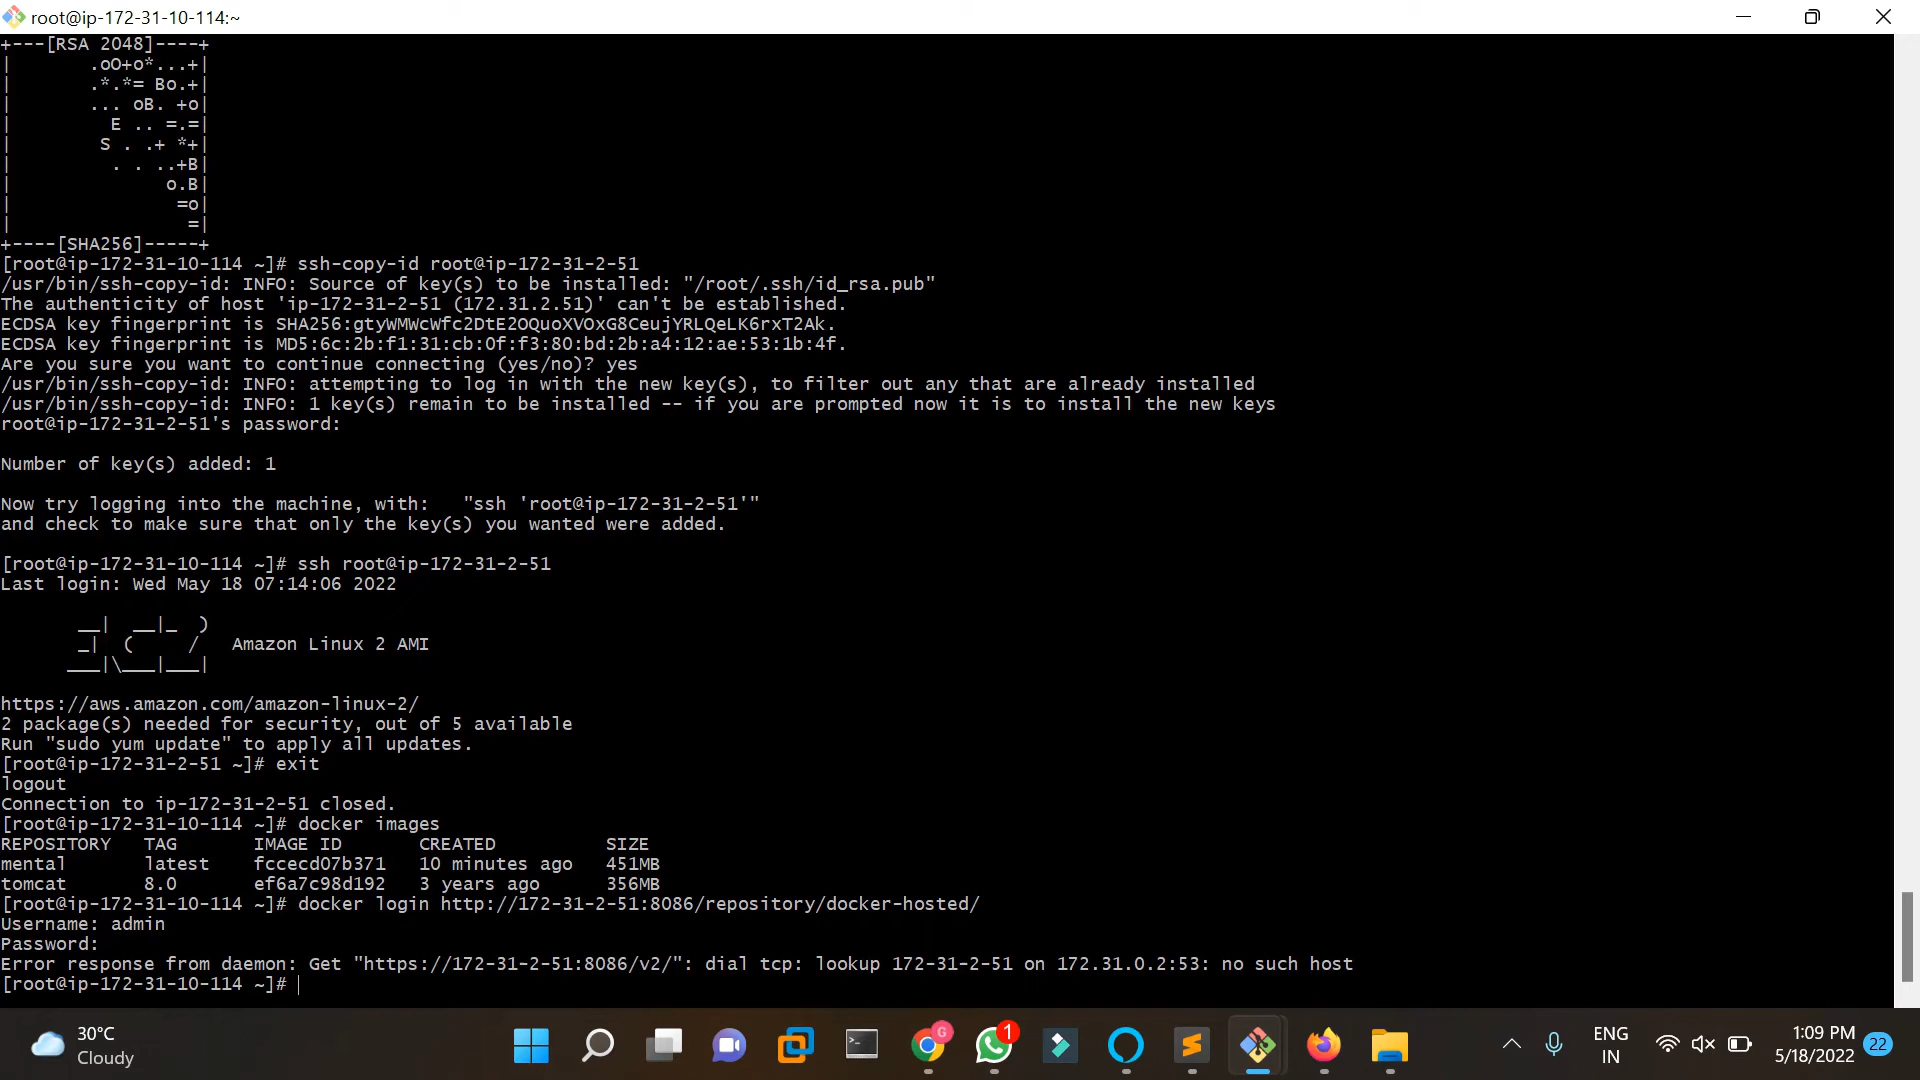 root@ip-172-31-10-114:~
+---[RSA 2048]----+
|       .oO+o*...+|
|       .*.*= Bo.+|
|       ... oB. +o|
|         E .. =.=|
|        S . .+ *+|
|         . . ..+B|
|              o.B|
|               =o|
|                =|
+----[SHA256]-----+
[root@ip-172-31-10-114 ~]# ssh-copy-id root@ip-172-31-2-51
/usr/bin/ssh-copy-id: INFO: Source of key(s) to be installed: "/root/.ssh/id_rsa.pub"
The authenticity of host 'ip-172-31-2-51 (172.31.2.51)' can't be established.
ECDSA key fingerprint is SHA256:gtyWMWcWfc2DtE2OQuoXVOxG8CeujYRLQeLK6rxT2Ak.
ECDSA key fingerprint is MD5:6c:2b:f1:31:cb:0f:f3:80:bd:2b:a4:12:ae:53:1b:4f.
Are you sure you want to continue connecting (yes/no)? yes
/usr/bin/ssh-copy-id: INFO: attempting to log in with the new key(s), to filter out any that are already installed
/usr/bin/ssh-copy-id: INFO: 1 key(s) remain to be installed -- if you are prompted now it is to install the new keys
root@ip-172-31-2-51's password:
Number of key(s) added: 1
Now try logging into the machine, with:   "ssh 'root@ip-172-31-2-51'"
and check to make sure that only the key(s) you wanted were added.
[root@ip-172-31-10-114 ~]# ssh root@ip-172-31-2-51
Last login: Wed May 18 07:14:06 2022
       __|  __|_  )
       _|  (     /   Amazon Linux 2 AMI
      ___|\___|___|
https://aws.amazon.com/amazon-linux-2/
2 package(s) needed for security, out of 5 available
Run "sudo yum update" to apply all updates.
[root@ip-172-31-2-51 ~]# exit
logout
Connection to ip-172-31-2-51 closed.
[root@ip-172-31-10-114 ~]# docker images
REPOSITORY   TAG       IMAGE ID       CREATED          SIZE
mental       latest    fccecd07b371   10 minutes ago   451MB
tomcat       8.0       ef6a7c98d192   3 years ago      356MB
[root@ip-172-31-10-114 ~]# docker login http://172-31-2-51:8086/repository/docker-hosted/
Username: admin
Password:
Error response from daemon: Get "https://172-31-2-51:8086/v2/": dial tcp: lookup 172-31-2-51 on 172.31.0.2:53: no such host
[root@ip-172-31-10-114 ~]#
30°C
Cloudy
G
1
ENG
IN
1:09 PM
5/18/2022
22